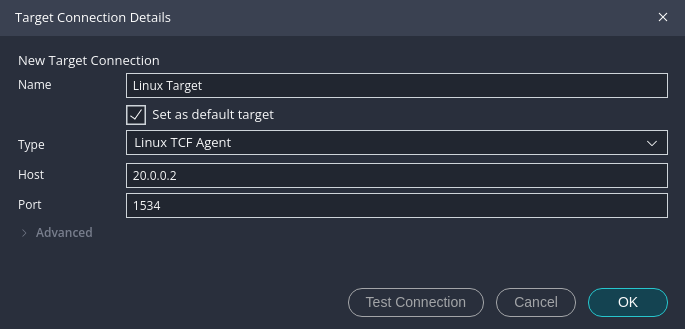 Target Connection Details
New Target Connection
Name Linux Target
Set as default target
Type Linux TCF Agent
Host 20.0.0.2
Port 1534
Advanced
Test Connection Cancel OK